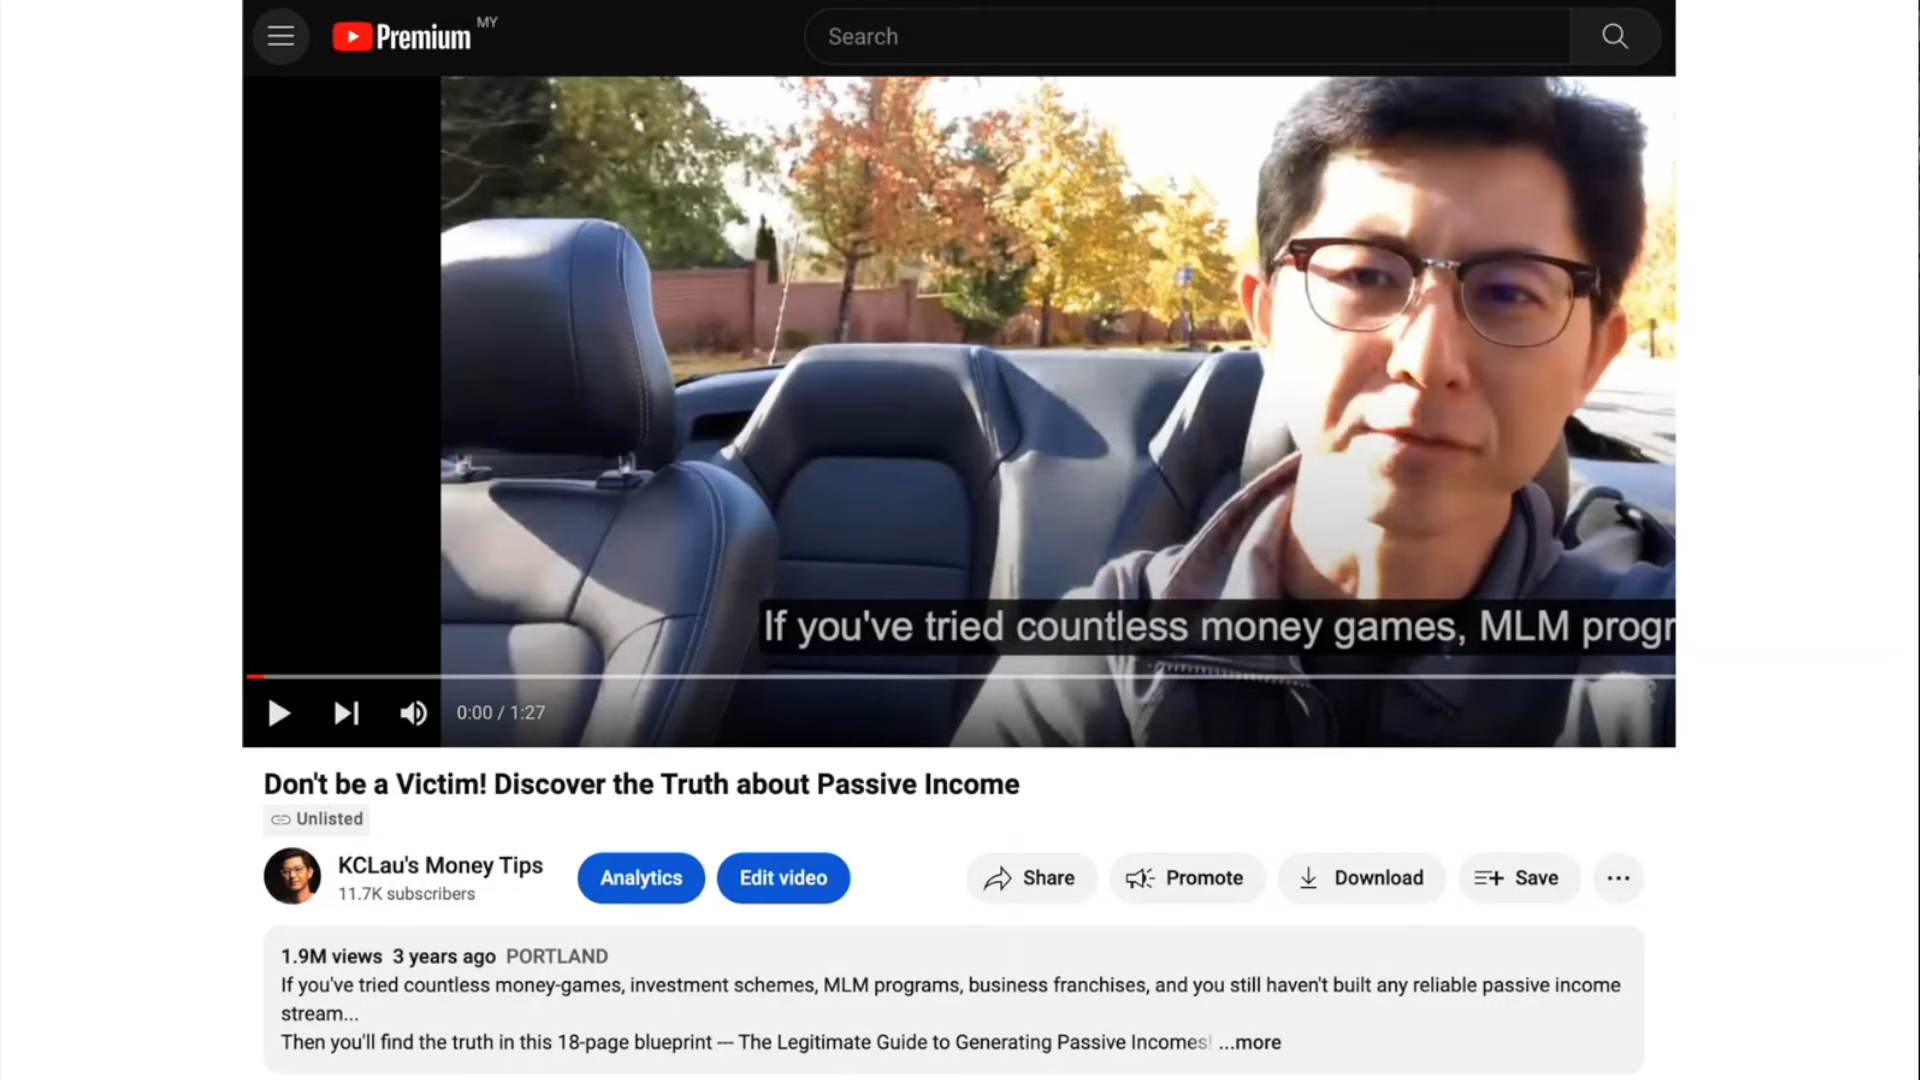 Premium MY
Search
If you've tried countless money games, MLM progr
0:00 / 1:27
Don't be a Victim! Discover the Truth about Passive Income
Unlisted
KCLau's Money Tips
11.7K subscribers
Analytics
Edit video
Share
Promote
Download
Save
1.9M views 3 years ago PORTLAND
If you've tried countless money-games, investment schemes, MLM programs, business franchises, and you still haven't built any reliable passive income
stream...
Then you'll find the truth in this 18-page blueprint --- The Legitimate Guide to Generating Passive Incomes! ...more